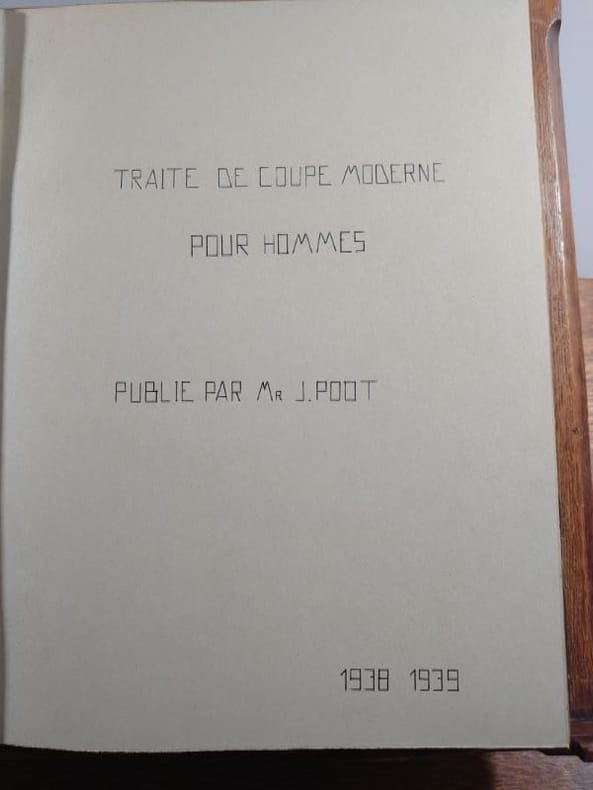 TRAITE DE COUPE MODERNE
POUR HOMMES
PUBLIE PAR MR J.POOT
1938 1939